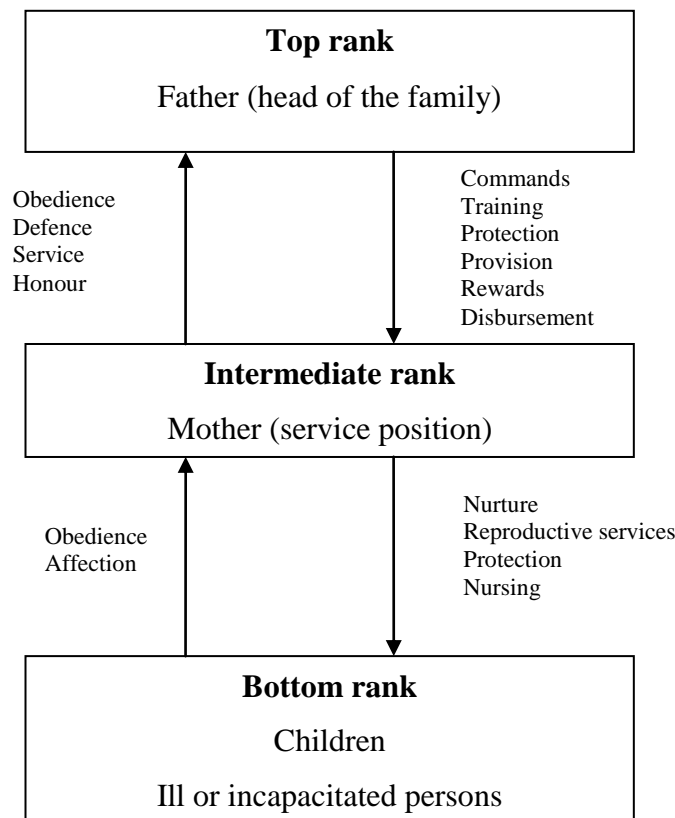 Top rank
Father (head of the family)
Obedience
Defence
Service
Honour
Commands
Training
Protection
Provision
Rewards
Disbursement
Intermediate rank
Mother (service position)
Obedience
Affection
Nurture
Reproductive services
Protection
Nursing
Bottom rank
Children
Ill or incapacitated persons